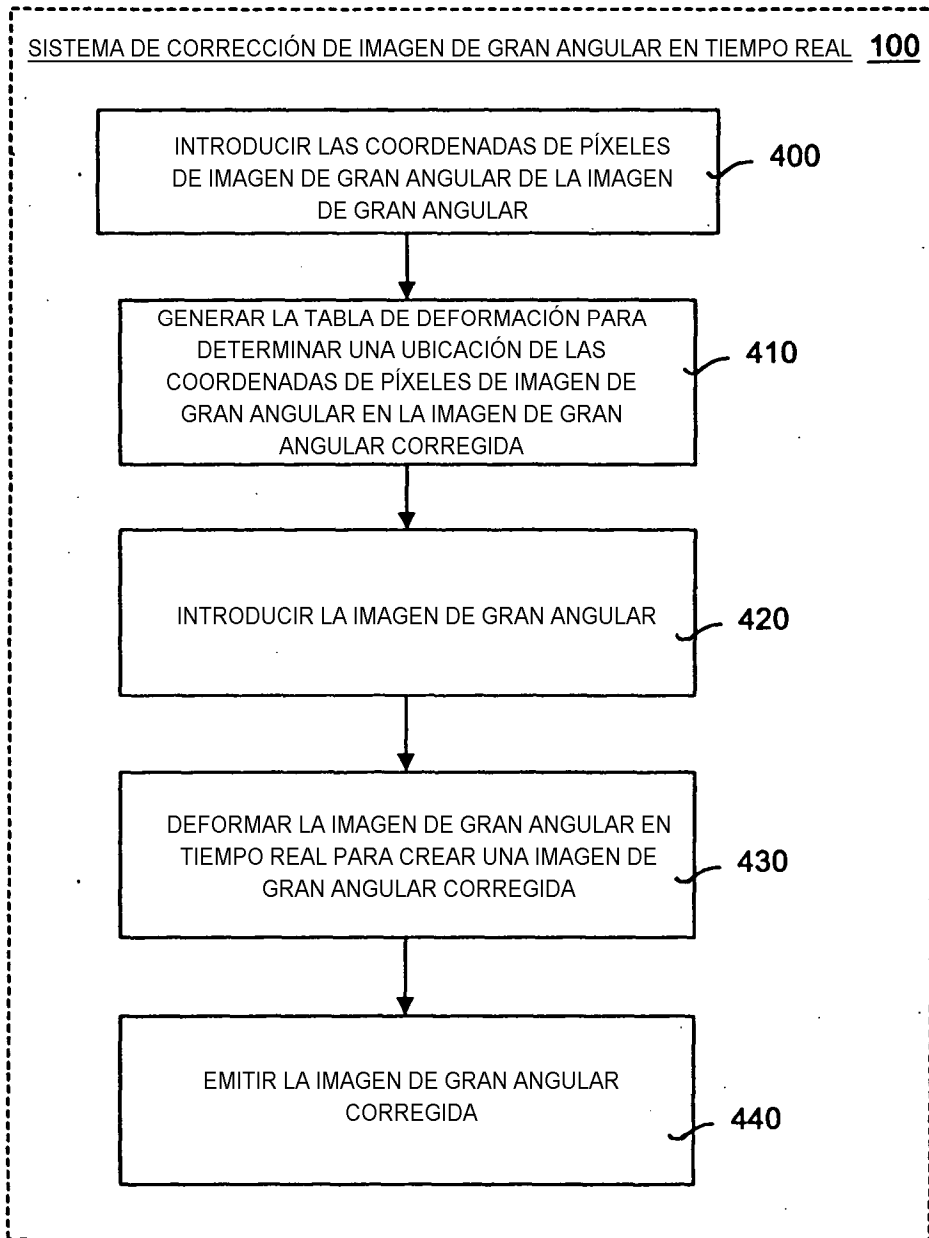 SISTEMA DE CORRECCIÓN DE IMAGEN DE GRAN ANGULAR EN TIEMPO REAL 100
INTRODUCIR LAS COORDENADAS DE PÍXELES
DE IMAGEN DE GRAN ANGULAR DE LA IMAGEN
DE GRAN ANGULAR
400
GENERAR LA TABLA DE DEFORMACIÓN PARA
DETERMINAR UNA UBICACIÓN DE LAS
COORDENADAS DE PÍXELES DE IMAGEN DE
GRAN ANGULAR EN LA IMAGEN DE GRAN
ANGULAR CORREGIDA
410
INTRODUCIR LA IMAGEN DE GRAN ANGULAR
420
DEFORMAR LA IMAGEN DE GRAN ANGULAR EN
TIEMPO REAL PARA CREAR UNA IMAGEN DE
GRAN ANGULAR CORREGIDA
430
EMITIR LA IMAGEN DE GRAN ANGULAR
CORREGIDA
440